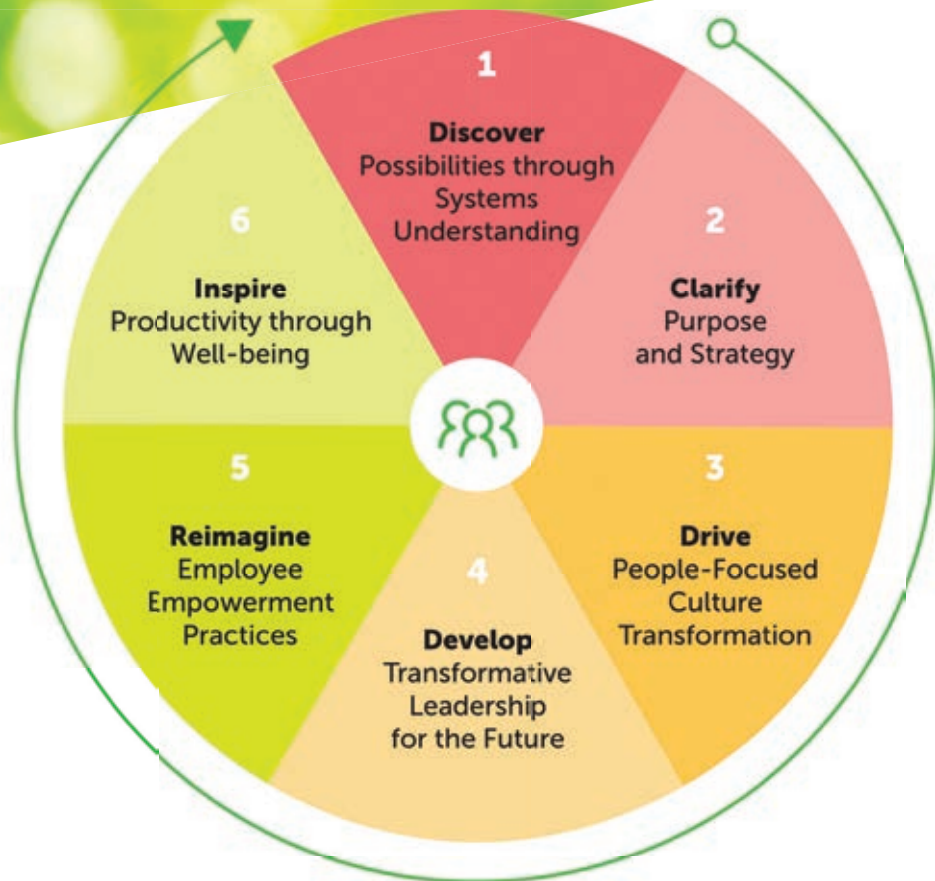 1
Discover
Possibilities through
Systems
Understanding
2
Clarify
Purpose
and Strategy
3
Drive
People-Focused
Culture
Transformation
4
Develop
Transformative
Leadership
for the Future
5
Reimagine
Employee
Empowerment
Practices
6
Inspire
Productivity through
Well-being